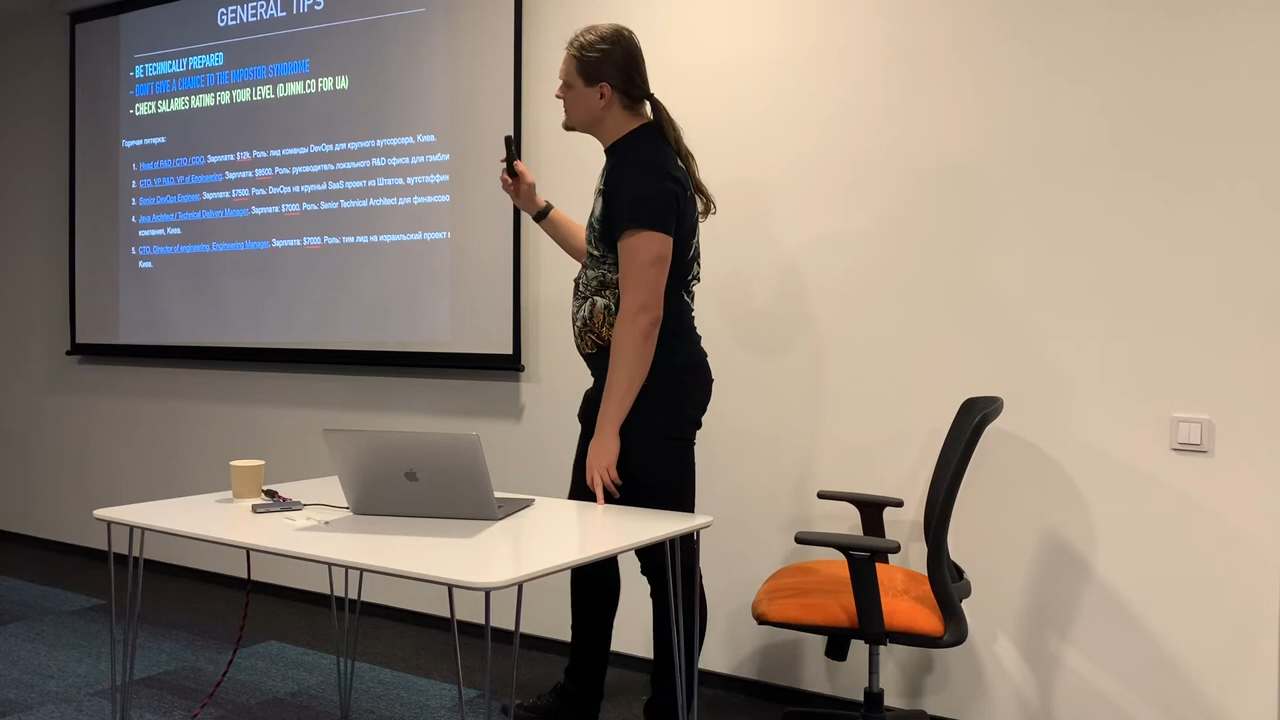 GENERAL TIPS
- BE TECHNICALLY PREPARED
- DON'T GIVE A CHANCE TO THE IMPOSTOR SYNDROME
- CHECK SALARIES RATING FOR YOUR LEVEL (DJINNI.CO FOR UA)
Горячая пятерка:
1. Head of R&D / CTO / COO. Зарплата: $12k. Роль: лид команды DevOps для крупного аутсорсера, Киев.
2. CTO, VP R&D, VP of Engineering. Зарплата: $8500. Роль: руководитель локального R&D офиса для гэмбли
3. Senior DevOps Engineer. Зарплата: $7500. Роль: DevOps на крупный SaaS проект из Штатов, аутстаффин
4. Java Architect / Technical Delivery Manager. Зарплата: $7000. Роль: Senior Technical Architect для финансово
компания, Киев.
5. CTO, Director of engineering, Engineering Manager. Зарплата: $7000. Роль: тим лид на израильский проект
Киев.